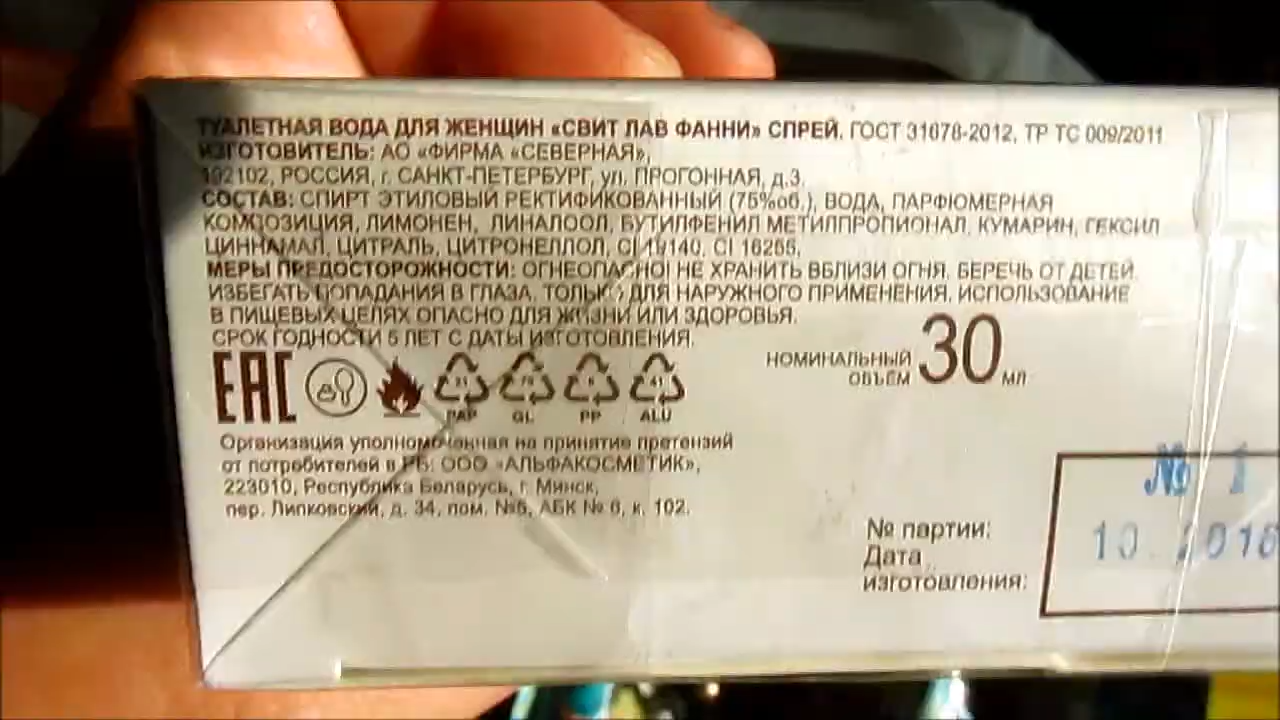 ТУАЛЕТНАЯ ВОДА ДЛЯ ЖЕНЩИН «СВИТ ЛАВ ФАННИ» СПРЕЙ. ГОСТ 31678-2012, ТР ТС 009/2011
ИЗГОТОВИТЕЛЬ: АО «ФИРМА «СЕВЕРНАЯ»,
192102, РОССИЯ, г. САНКТ-ПЕТЕРБУРГ, ул. ПРОГОННАЯ, д.3.
СОСТАВ: СПИРТ ЭТИЛОВЫЙ РЕКТИФИКОВАННЫЙ (75%об.), ВОДА, ПАРФЮМЕРНАЯ
КОМПОЗИЦИЯ, ЛИМОНЕН, ЛИНАЛООЛ, БУТИЛФЕНИЛ МЕТИЛПРОПИОНАЛ, КУМАРИН, ГЕКСИЛ
ЦИННАМАЛ, ЦИТРАЛЬ, ЦИТРОНЕЛЛОЛ, CI 19140, CI 16255.
МЕРЫ ПРЕДОСТОРОЖНОСТИ: ОГНЕОПАСНО! НЕ ХРАНИТЬ ВБЛИЗИ ОГНЯ. БЕРЕЧЬ ОТ ДЕТЕЙ.
ИЗБЕГАТЬ ПОПАДАНИЯ В ГЛАЗА. ТОЛЬКО ДЛЯ НАРУЖНОГО ПРИМЕНЕНИЯ. ИСПОЛЬЗОВАНИЕ
В ПИЩЕВЫХ ЦЕЛЯХ ОПАСНО ДЛЯ ЖИЗНИ ИЛИ ЗДОРОВЬЯ.
СРОК ГОДНОСТИ 5 ЛЕТ С ДАТЫ ИЗГОТОВЛЕНИЯ.
НОМИНАЛЬНЫЙ ОБЪЕМ 30 мл
ЕАС
PAP GL PP 41 ALU
Организация уполномоченная на принятие претензий
от потребителей в РБ: ООО «АЛЬФАКОСМЕТИК»,
223010, Республика Беларусь, г. Минск,
пер. Липковский, д. 34, пом. №5, АБК № 6, к. 102.
№ партии:
Дата
изготовления:
№ 1
10 2016